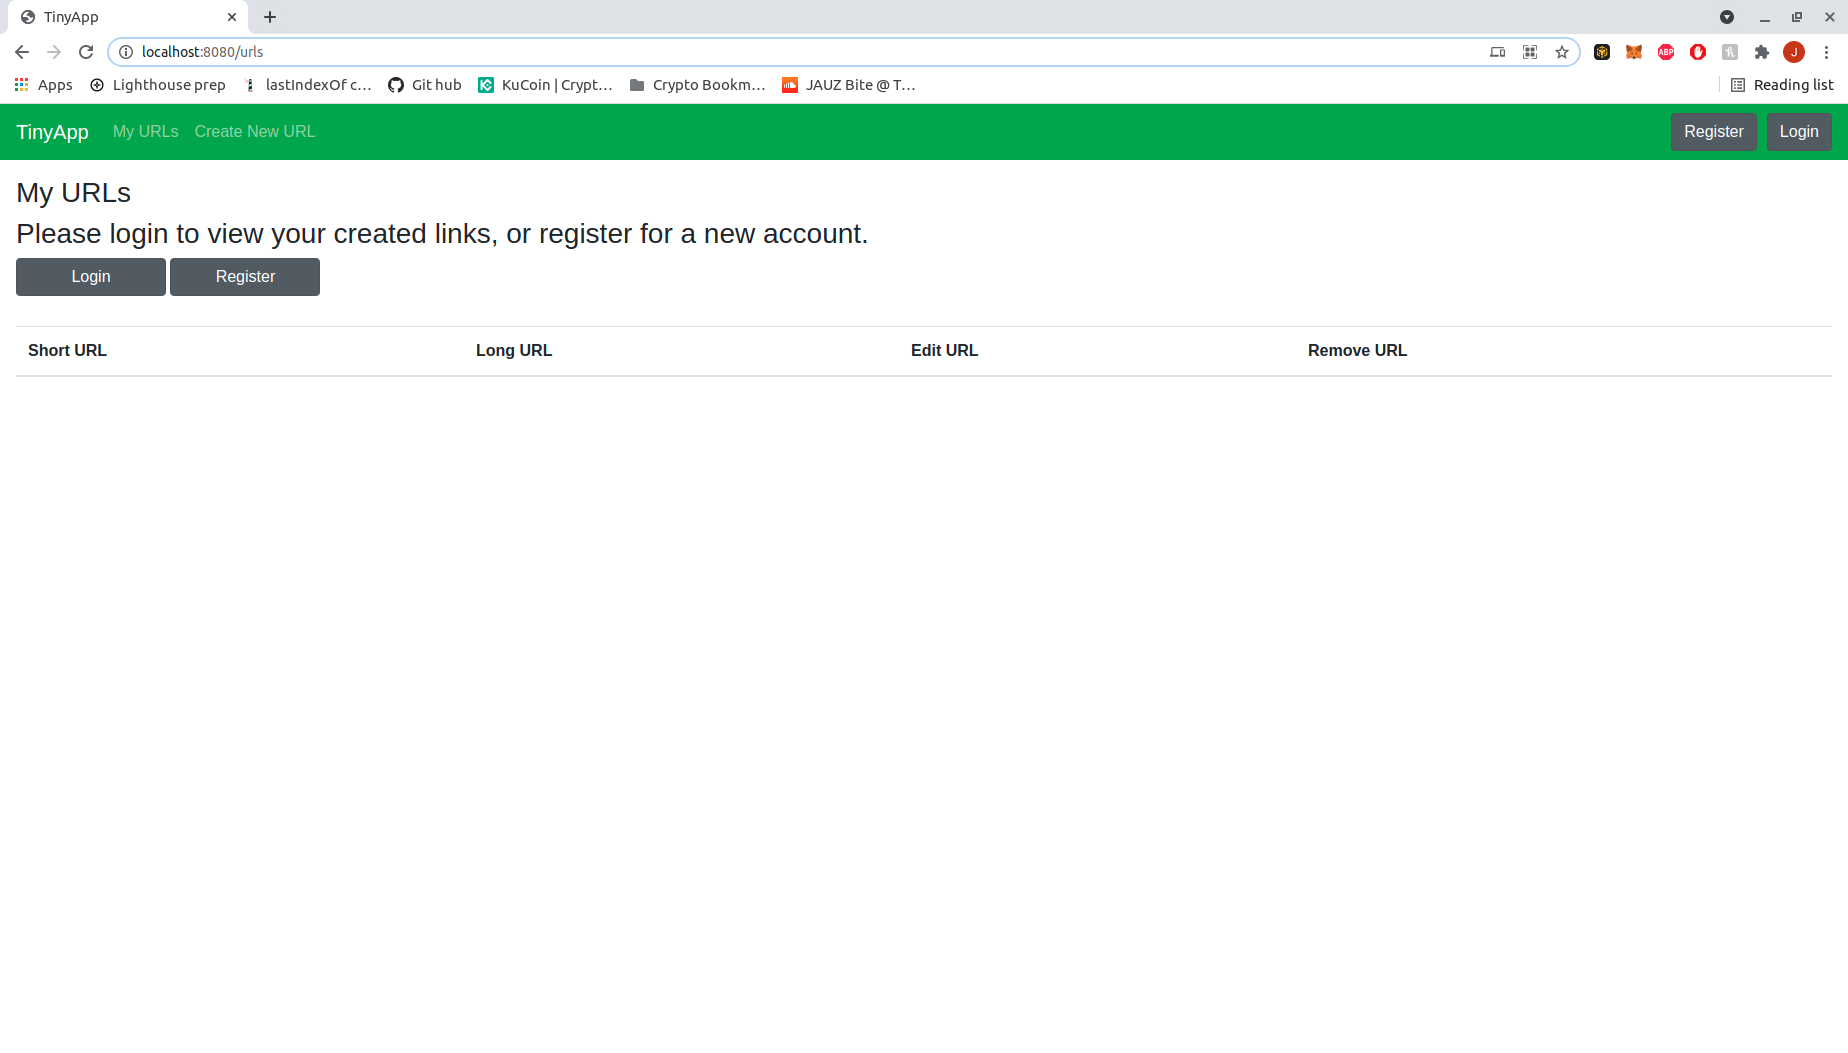 TinyApp
localhost:8080/urls
ABP
J
Apps Lighthouse prep lastIndexOf c... Git hub KuCoin | Crypt... Crypto Bookm... JAUZ Bite @ T... Reading list
TinyApp My URLs Create New URL Register Login
My URLs
Please login to view your created links, or register for a new account.
Login Register
Short URL Long URL Edit URL Remove URL